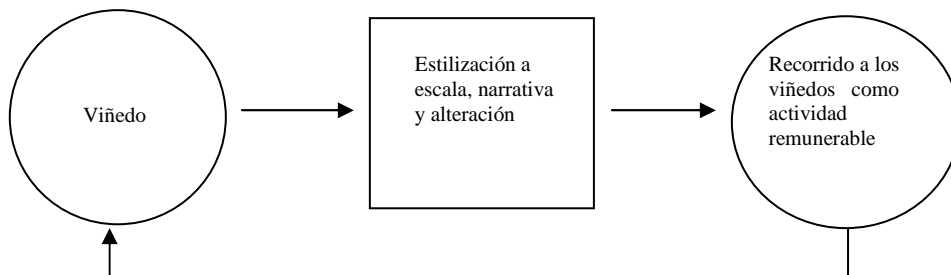 Viñedo
Estilización a
escala, narrativa
y alteración
Recorrido a los
viñedos como
actividad
remunerable